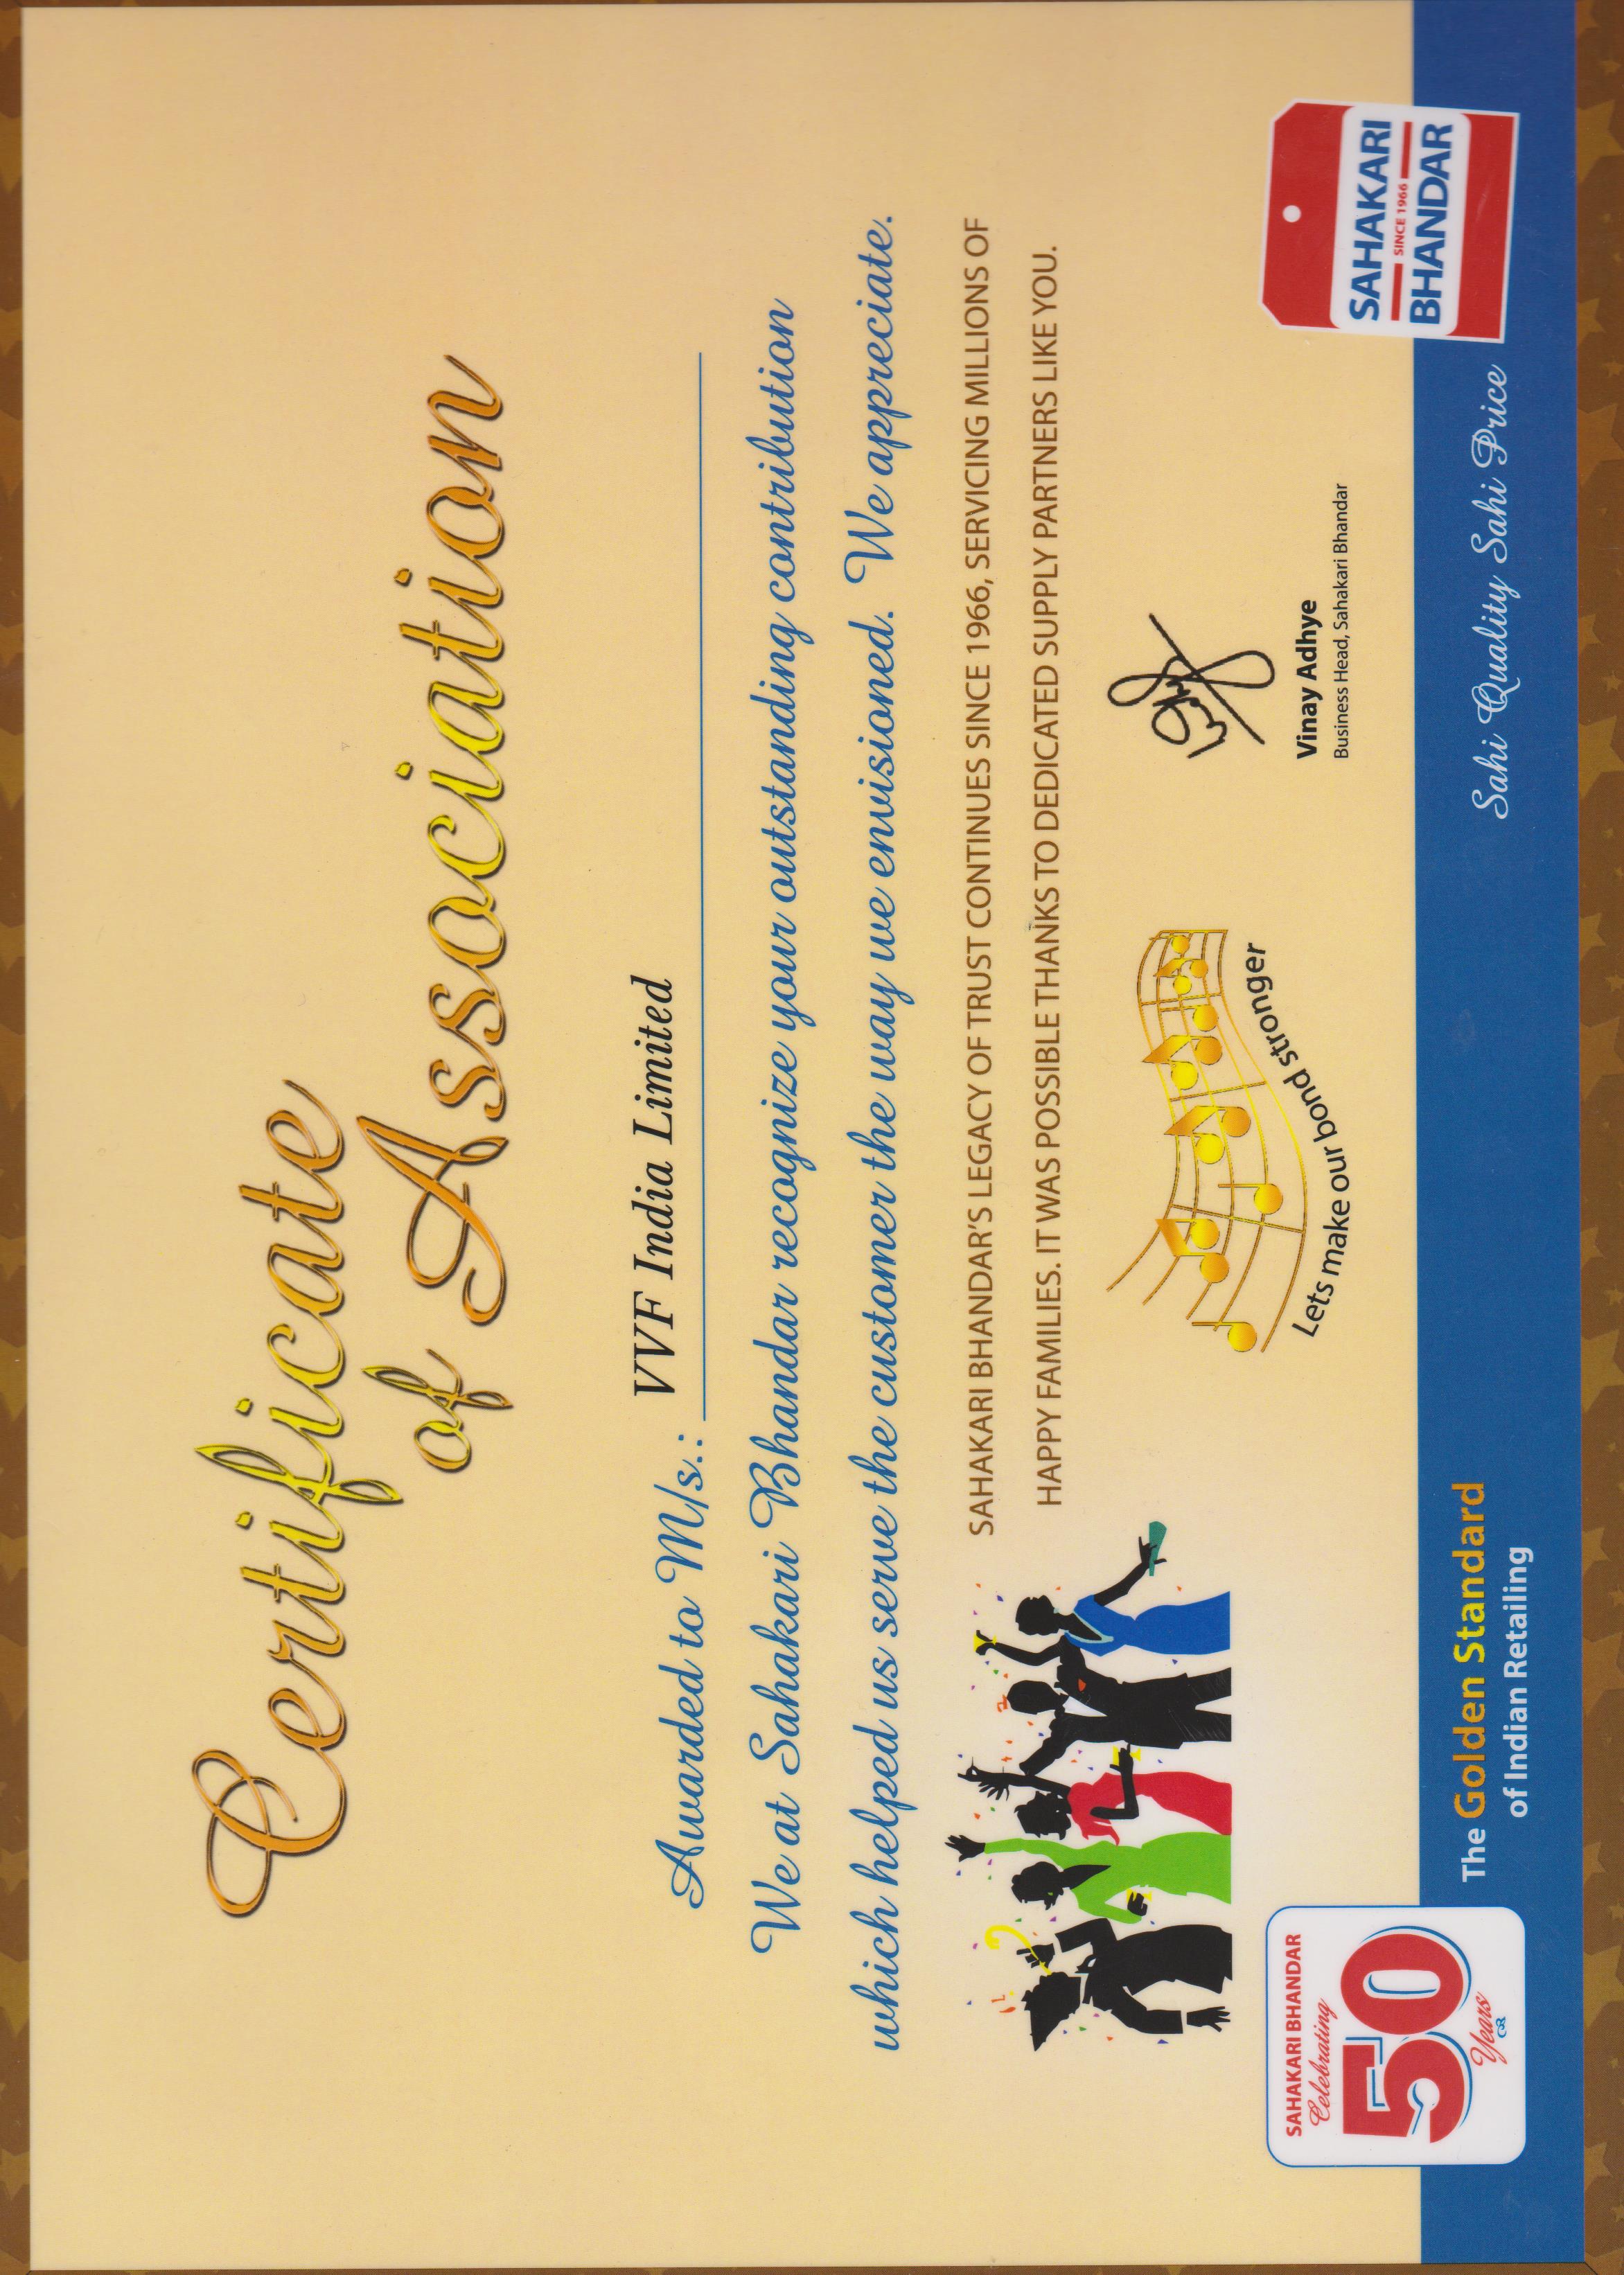 Certificate
of Association
Awarded to M/s.: VVF India Limited
We at Sahakari Bhandar recognize your outstanding contribution
which helped us serve the customer the way we envisioned. We appreciate.
SAHAKARI BHANDAR'S LEGACY OF TRUST CONTINUES SINCE 1966, SERVICING MILLIONS OF
HAPPY FAMILIES. IT WAS POSSIBLE THANKS TO DEDICATED SUPPLY PARTNERS LIKE YOU.
Lets make our bond stronger
Vinay Adhye
Business Head, Sahakari Bhandar
SAHAKARI BHANDAR
Celebrating
50
Years
The Golden Standard
of Indian Retailing
Sahi Quality Sahi Price
SAHAKARI
SINCE 1966
BHANDAR